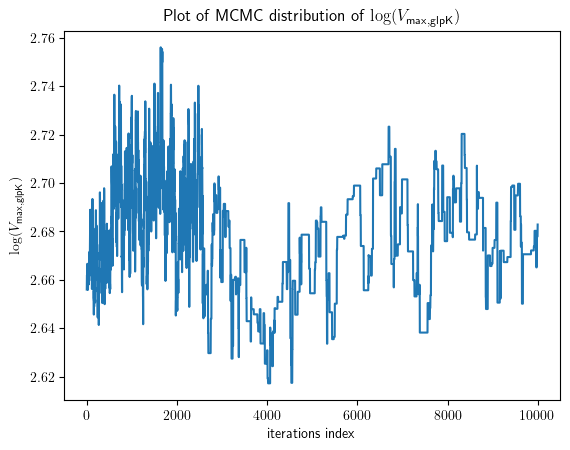 Plot of MCMC distribution of log(V_max,glpK)
2.76
2.74
2.72
2.70
2.68
2.66
2.64
2.62
log(V_max,glpK)
0 2000 4000 6000 8000 10000
iterations index